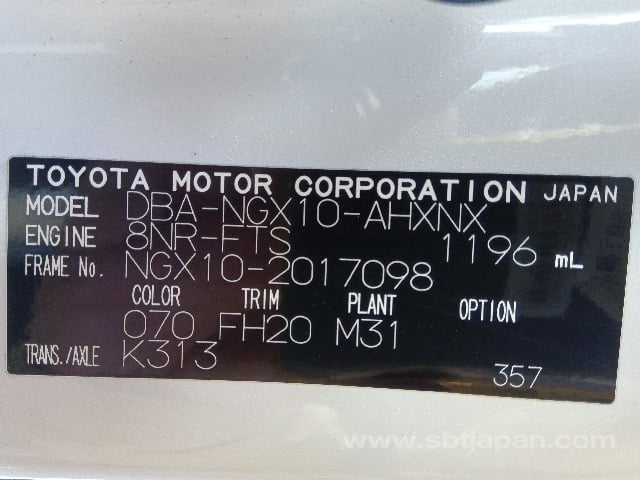 TOYOTA MOTOR CORPORATION JAPAN
MODEL DBA-NGX10-AHXNX
ENGINE 8NR-FTS 1196 mL
FRAME No. NGX10-2017098
COLOR TRIM PLANT OPTION
070 FH20 M31
TRANS./AXLE K313
357
www.sbtjapan.com